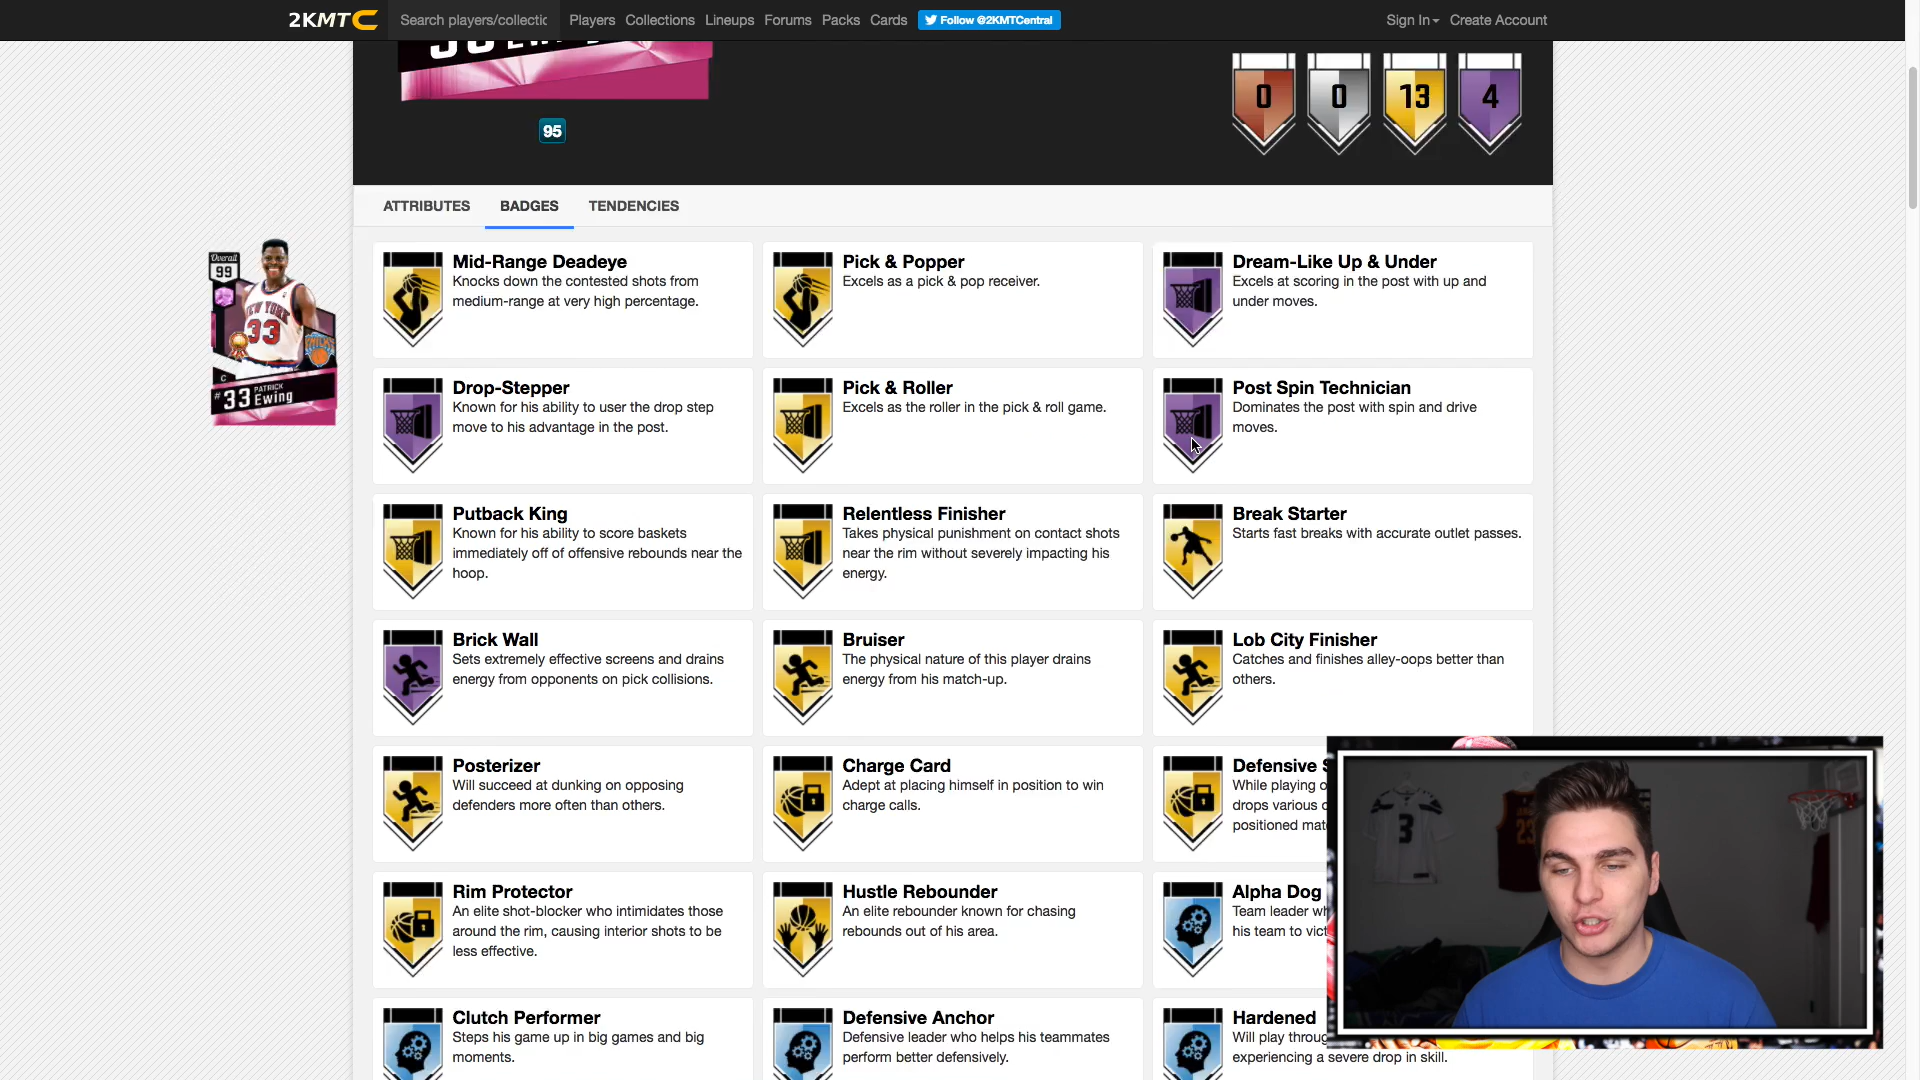 2KMTC Search players/collectic Players Collections Lineups Forums Packs Cards Follow @2KMTCentral Sign In Create Account
0 0 13 4
95
ATTRIBUTES BADGES TENDENCIES
Overall
99
NEW YORK
33
C
PATRICK
#33 Ewing
Mid-Range Deadeye
Knocks down the contested shots from
medium-range at very high percentage.
Pick & Popper
Excels as a pick & pop receiver.
Dream-Like Up & Under
Excels at scoring in the post with up and
under moves.
Drop-Stepper
Known for his ability to user the drop step
move to his advantage in the post.
Pick & Roller
Excels as the roller in the pick & roll game.
Post Spin Technician
Dominates the post with spin and drive
moves.
Putback King
Known for his ability to score baskets
immediately off of offensive rebounds near the
hoop.
Relentless Finisher
Takes physical punishment on contact shots
near the rim without severely impacting his
energy.
Break Starter
Starts fast breaks with accurate outlet passes.
Brick Wall
Sets extremely effective screens and drains
energy from opponents on pick collisions.
Bruiser
The physical nature of this player drains
energy from his match-up.
Lob City Finisher
Catches and finishes alley-oops better than
others.
Posterizer
Will succeed at dunking on opposing
defenders more often than others.
Charge Card
Adept at placing himself in position to win
charge calls.
Defensive
While playing
drops various
positioned
Rim Protector
An elite shot-blocker who intimidates those
around the rim, causing interior shots to be
less effective.
Hustle Rebounder
An elite rebounder known for chasing
rebounds out of his area.
Alpha Dog
Team leader
his team to
Clutch Performer
Steps his game up in big games and big
moments.
Defensive Anchor
Defensive leader who helps his teammates
perform better defensively.
Hardened
Will play
experiencing a severe drop in skill.
3
23